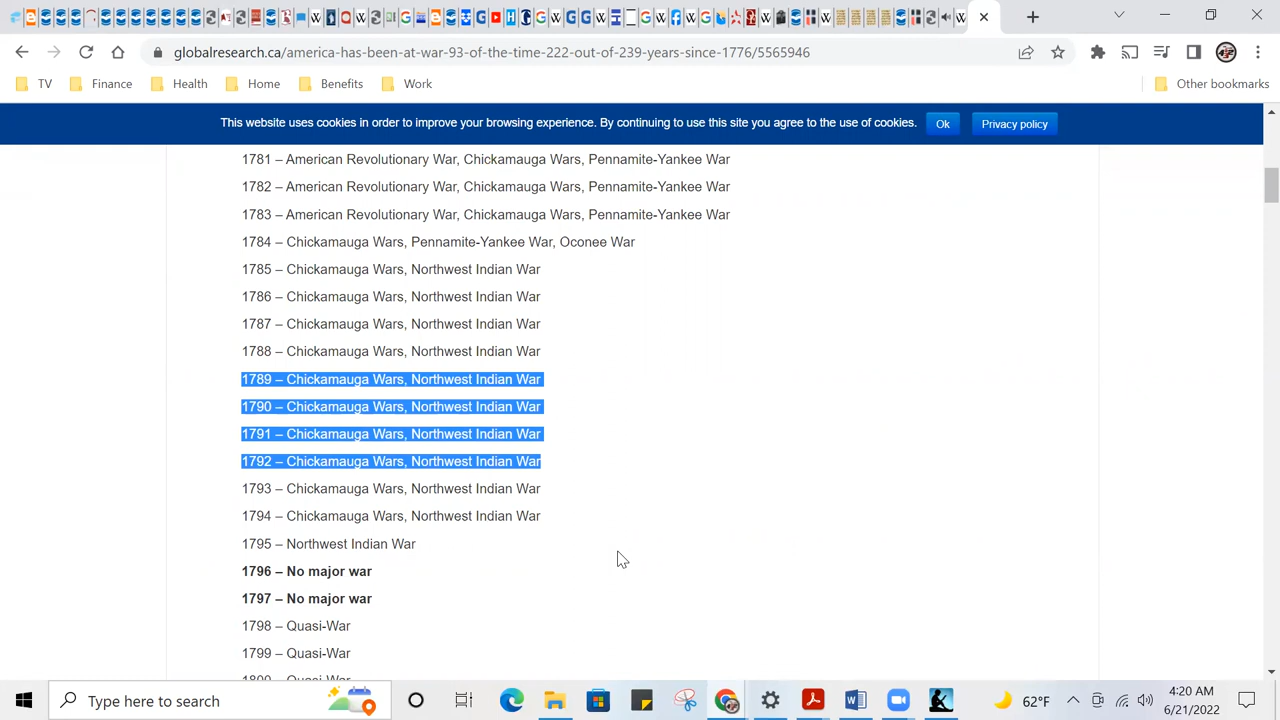 globalresearch.ca/america-has-been-at-war-93-of-the-time-222-out-of-239-years-since-1776/5565946
TV Finance Health Home Benefits Work Other bookmarks
This website uses cookies in order to improve your browsing experience. By continuing to use this site you agree to the use of cookies. Ok Privacy policy
1781 – American Revolutionary War, Chickamauga Wars, Pennamite-Yankee War
1782 – American Revolutionary War, Chickamauga Wars, Pennamite-Yankee War
1783 – American Revolutionary War, Chickamauga Wars, Pennamite-Yankee War
1784 – Chickamauga Wars, Pennamite-Yankee War, Oconee War
1785 – Chickamauga Wars, Northwest Indian War
1786 – Chickamauga Wars, Northwest Indian War
1787 – Chickamauga Wars, Northwest Indian War
1788 – Chickamauga Wars, Northwest Indian War
1789 – Chickamauga Wars, Northwest Indian War
1790 – Chickamauga Wars, Northwest Indian War
1791 – Chickamauga Wars, Northwest Indian War
1792 – Chickamauga Wars, Northwest Indian War
1793 – Chickamauga Wars, Northwest Indian War
1794 – Chickamauga Wars, Northwest Indian War
1795 – Northwest Indian War
1796 – No major war
1797 – No major war
1798 – Quasi-War
1799 – Quasi-War
1800 – Quasi-War
Type here to search 62°F 4:20 AM
6/21/2022